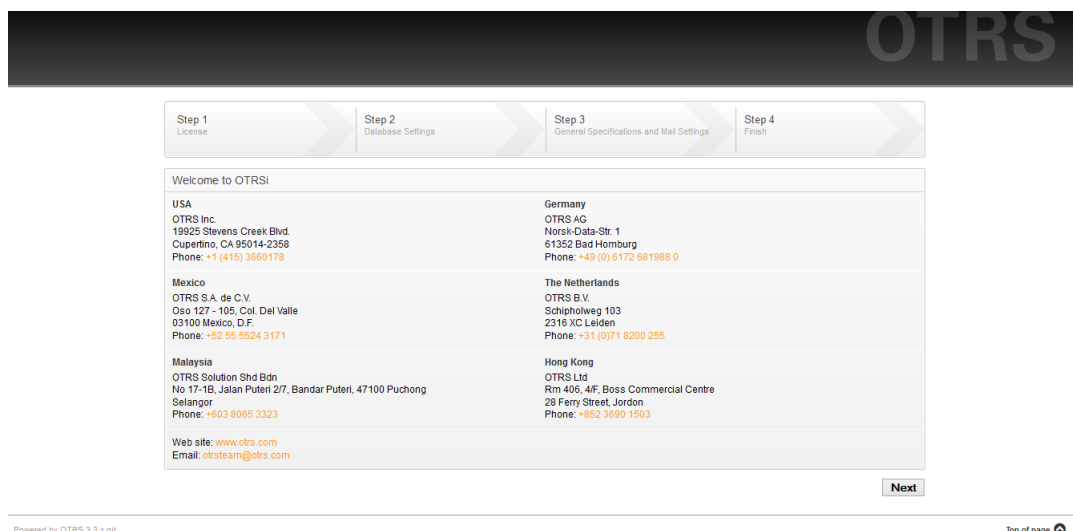 OTRS
Step 1
License
Step 2
Database Settings
Step 3
General Specifications and Mail Settings
Step 4
Finish
Welcome to OTRSi
USA
OTRS Inc.
19925 Stevens Creek Blvd.
Cupertino, CA 95014-2358
Phone: +1 (415) 3660178
Germany
OTRS AG
Norsk-Data-Str. 1
61352 Bad Homburg
Phone: +49 (0) 6172 681988 0
Mexico
OTRS S.A. de C.V.
Oso 127 - 105, Col. Del Valle
03100 Mexico, D.F.
Phone: +52 55 5524 3171
The Netherlands
OTRS B.V.
Schipholweg 103
2316 XC Leiden
Phone: +31 (0)71 8200 255
Malaysia
OTRS Solution Shd Bdn
No 17-1B, Jalan Puteri 2/7, Bandar Puteri, 47100 Puchong
Selangor
Phone: +603 8065 3323
Hong Kong
OTRS Ltd
Rm 406, 4/F, Boss Commercial Centre
28 Ferry Street, Jordon
Phone: +852 3690 1503
Web site: www.otrs.com
Email: otrsteam@otrs.com
Next
Powered by OTRS 3.3.x git
Top of page